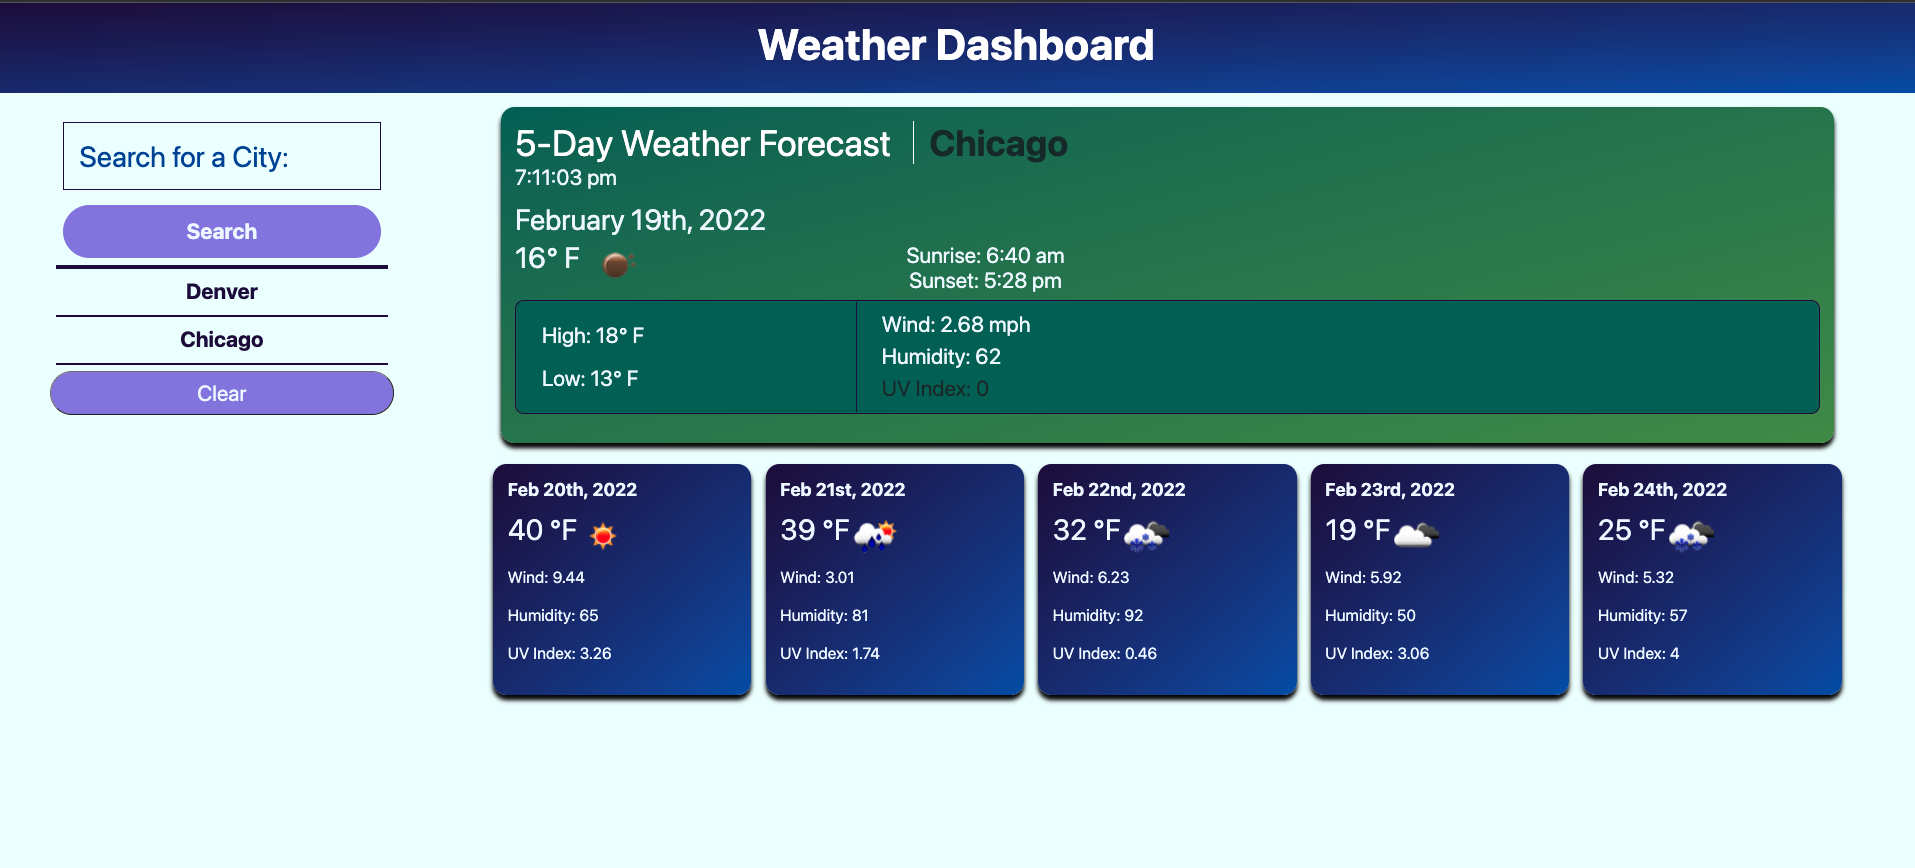 Weather Dashboard
Search for a City:
Search
Denver
Chicago
Clear
5-Day Weather Forecast
Chicago
7:11:03 pm
February 19th, 2022
16° F
Sunrise: 6:40 am
Sunset: 5:28 pm
High: 18° F
Low: 13° F
Wind: 2.68 mph
Humidity: 62
UV Index: 0
Feb 20th, 2022
40 °F
Wind: 9.44
Humidity: 65
UV Index: 3.26
Feb 21st, 2022
39 °F
Wind: 3.01
Humidity: 81
UV Index: 1.74
Feb 22nd, 2022
32 °F
Wind: 6.23
Humidity: 92
UV Index: 0.46
Feb 23rd, 2022
19 °F
Wind: 5.92
Humidity: 50
UV Index: 3.06
Feb 24th, 2022
25 °F
Wind: 5.32
Humidity: 57
UV Index: 4